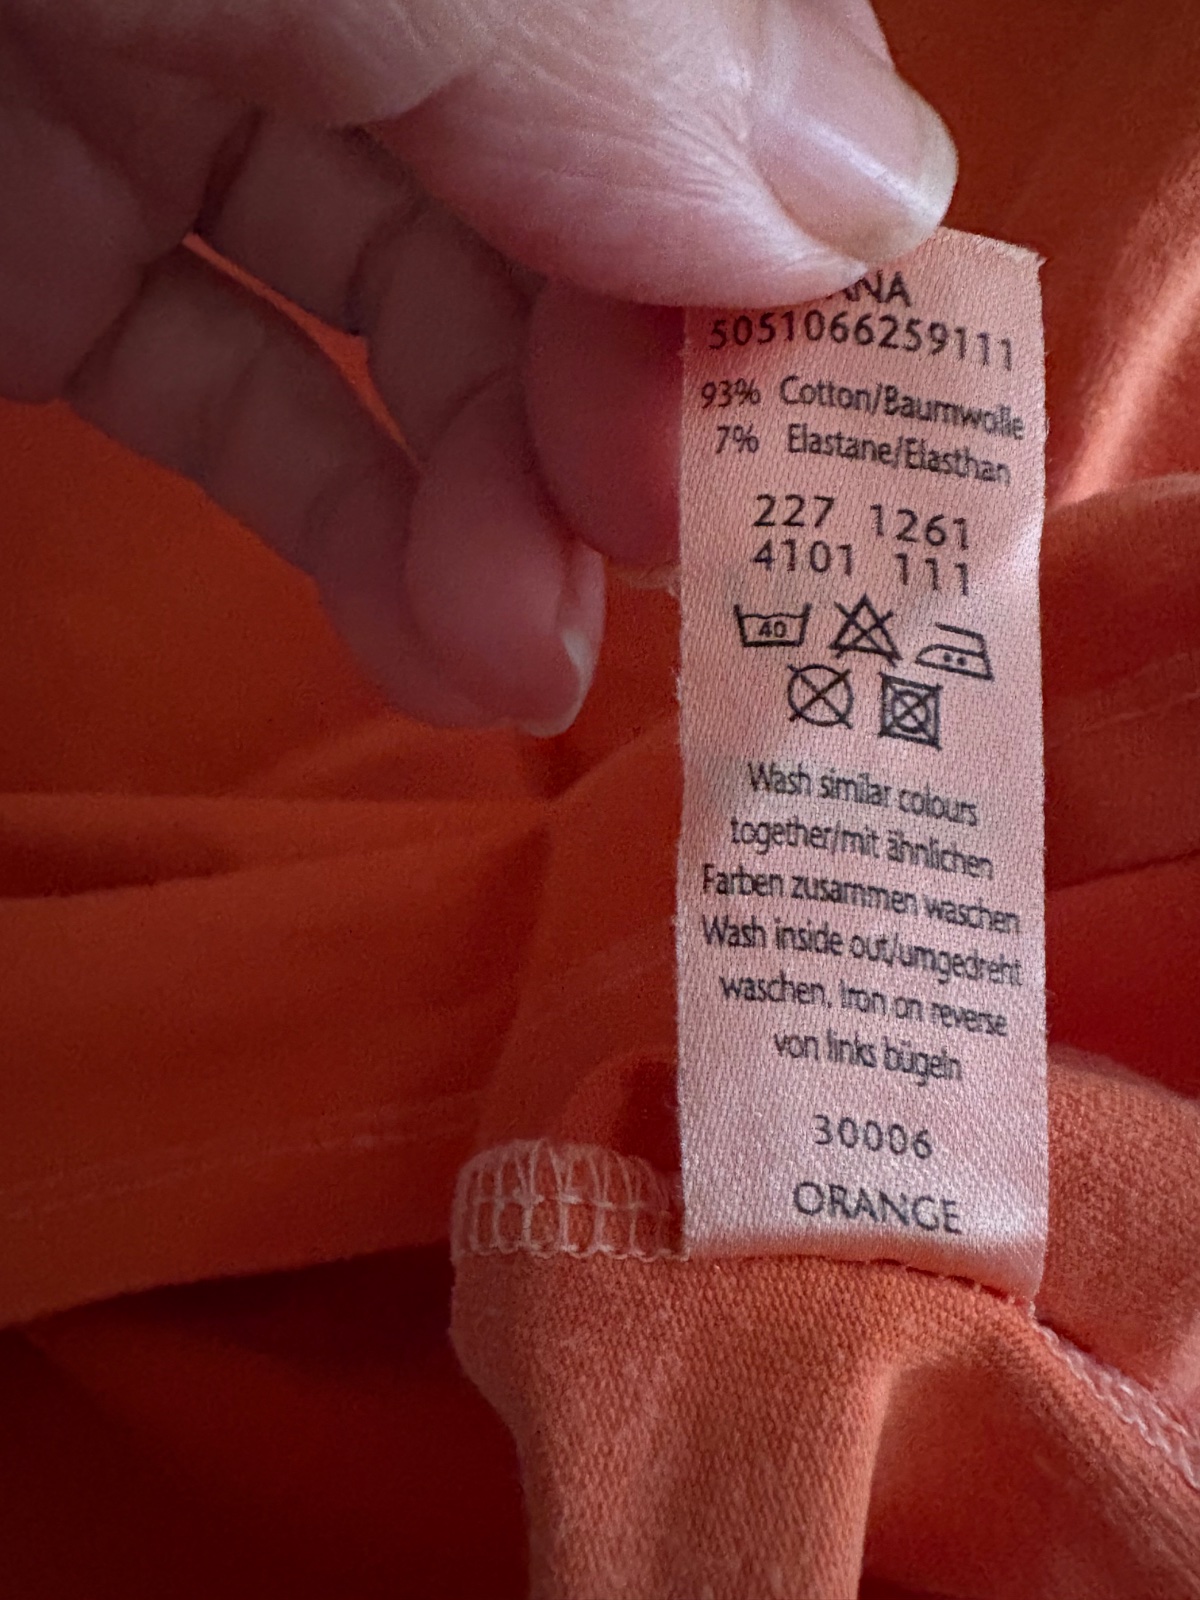 5051066259111
93% Cotton/Baumwolle
7% Elastane/Elasthan
227 1261
4101 111
40
Wash similar colours
together/mit ähnlichen
Farben zusammen waschen
Wash inside out/umgedreht
waschen, Iron on reverse
von links bügeln
30006
ORANGE